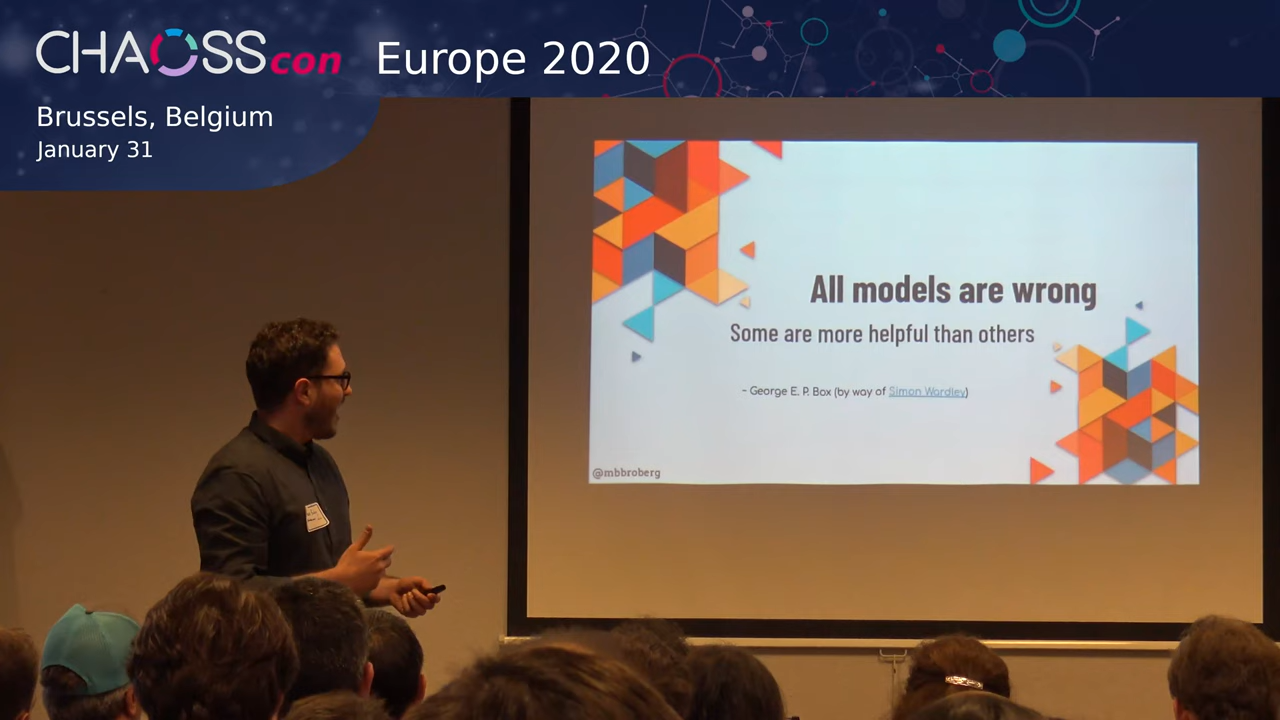 CHAOSScon Europe 2020
Brussels, Belgium
January 31
All models are wrong
Some are more helpful than others
- George E. P. Box (by way of Simon Wardley)
@mbbroberg